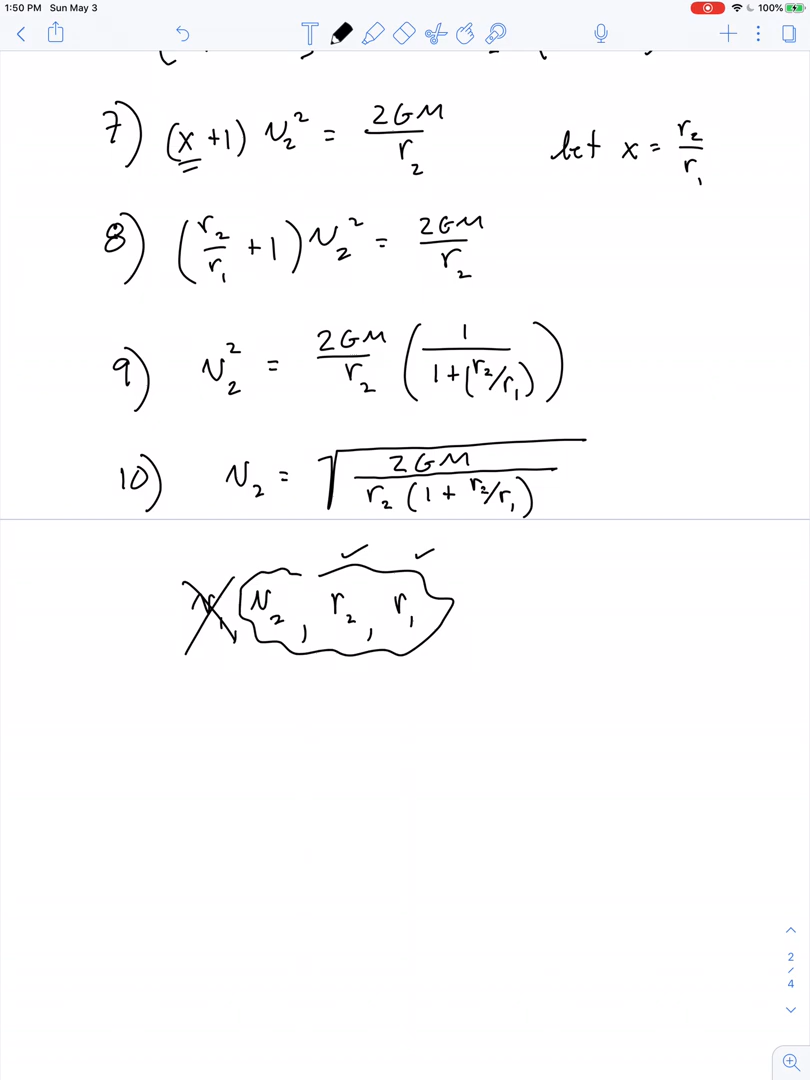 1:50 PM Sun May 3 100%
T
7) (x + 1) v₂² = 2GM / r₂ let x = r₂ / r₁
8) (r₂ / r₁ + 1) v₂² = 2GM / r₂
9) v₂² = 2GM / r₂ (1 / 1 + (r₂/r₁))
10) v₂ = √(2GM / r₂ (1 + r₂/r₁))
v₂, r₂, r₁
2
/
4